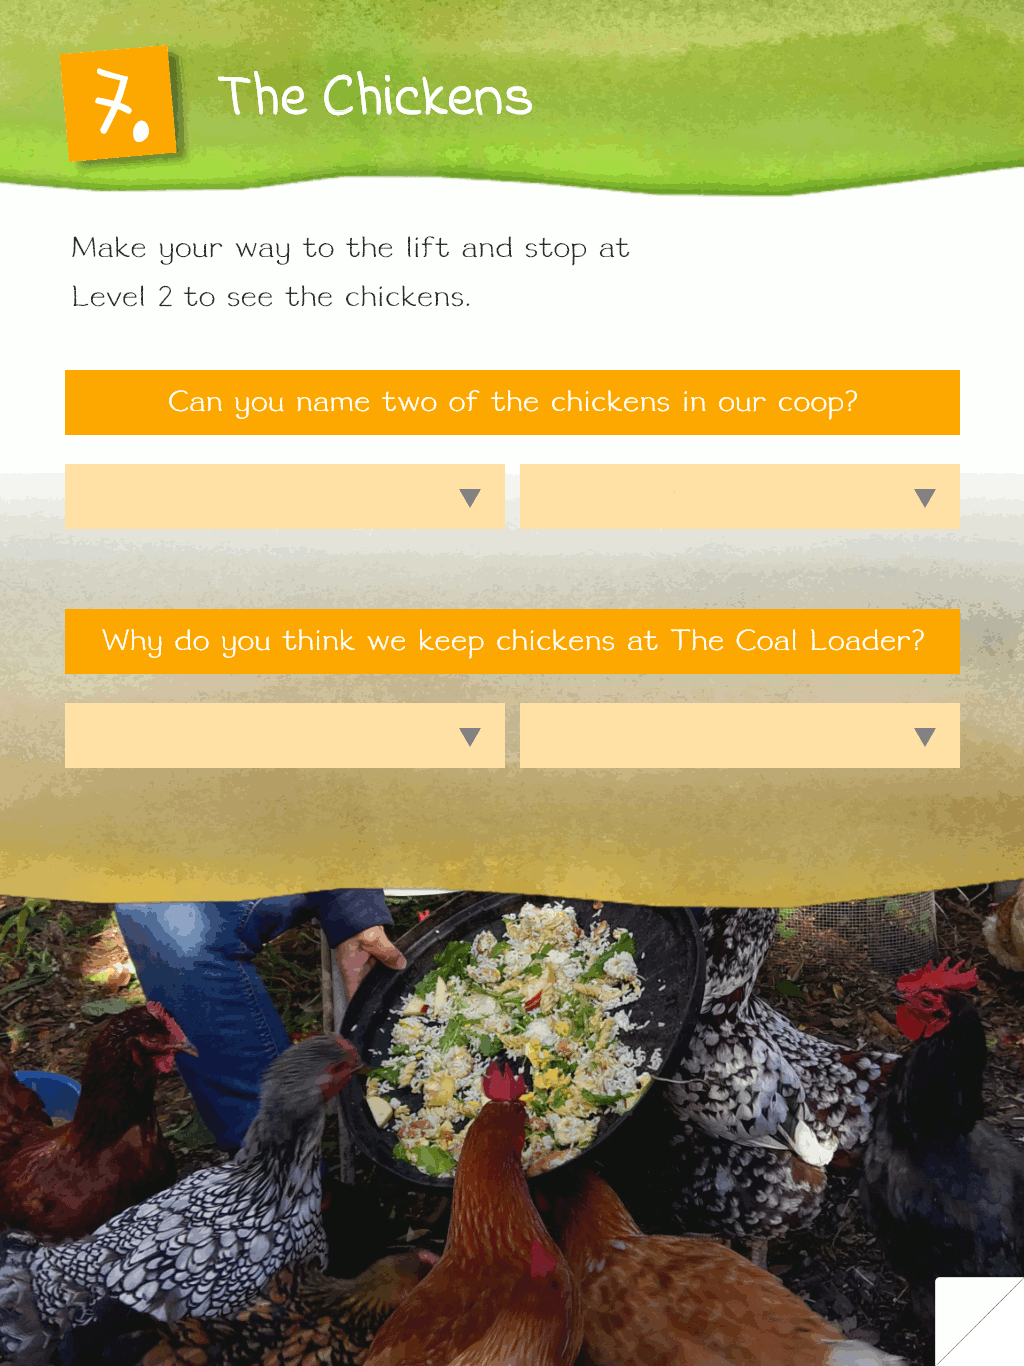 7.
The Chickens
Make your way to the lift and stop at
Level 2 to see the chickens.
Can you name two of the chickens in our coop?
Why do you think we keep chickens at The Coal Loader?